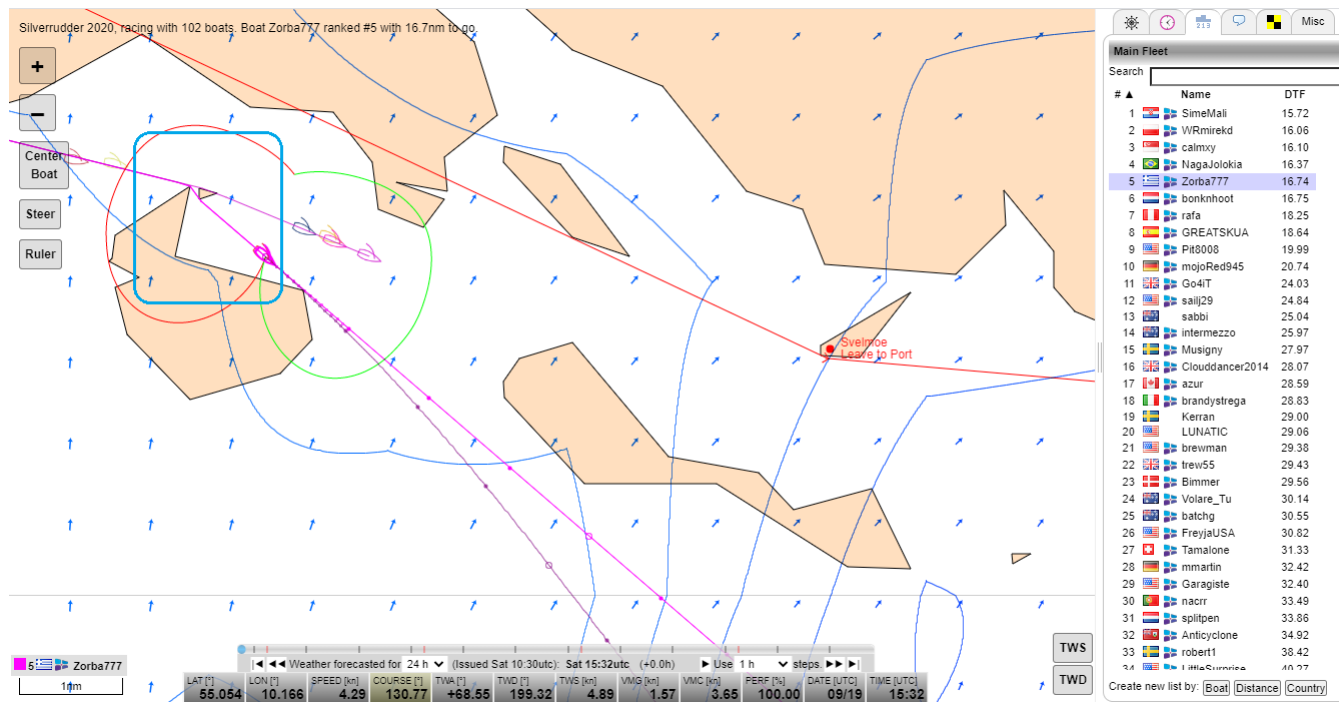 Silverrudder 2020, racing with 102 boats. Boat Zorba777 ranked #5 with 16.7nm to go
+
−
Center
Boat
Steer
Ruler
Svelmoe
Leave to Port
5 Zorba777
1nm
Weather forecasted for 24 h (Issued Sat 10:30utc): Sat 15:32utc (+0.0h) Use 1 h steps.
LAT [°] LON [°] SPEED [kn] COURSE [°] TWA [°] TWD [°] TWS [kn] VMG [kn] VMC [kn] PERF [%] DATE [UTC] TIME [UTC]
55.054 10.166 4.29 130.77 +68.55 199.32 4.89 1.57 3.65 100.00 09/19 15:32
TWS
TWD
213
Misc
Main Fleet
Search
# ▲ Name DTF
1 SimeMali 15.72
2 WRmirekd 16.06
3 calmxy 16.10
4 NagaJolokia 16.37
5 Zorba777 16.74
6 bonknhoot 16.75
7 rafa 18.25
8 GREATSKUA 18.64
9 Pit8008 19.99
10 mojoRed945 20.74
11 Go4iT 24.03
12 sailj29 24.84
13 sabbi 25.04
14 intermezzo 25.97
15 Musigny 27.97
16 Clouddancer2014 28.07
17 azur 28.59
18 brandystrega 28.83
19 Kerran 29.00
20 LUNATIC 29.06
21 brewman 29.38
22 trew55 29.43
23 Bimmer 29.56
24 Volare_Tu 30.14
25 batchg 30.55
26 FreyjaUSA 30.82
27 Tamalone 31.33
28 mmartin 32.42
29 Garagiste 32.40
30 nacrr 33.49
31 splitpen 33.86
32 Anticyclone 34.92
33 robert1 38.42
34 LittleSurprise 40.27
Create new list by: Boat Distance Country